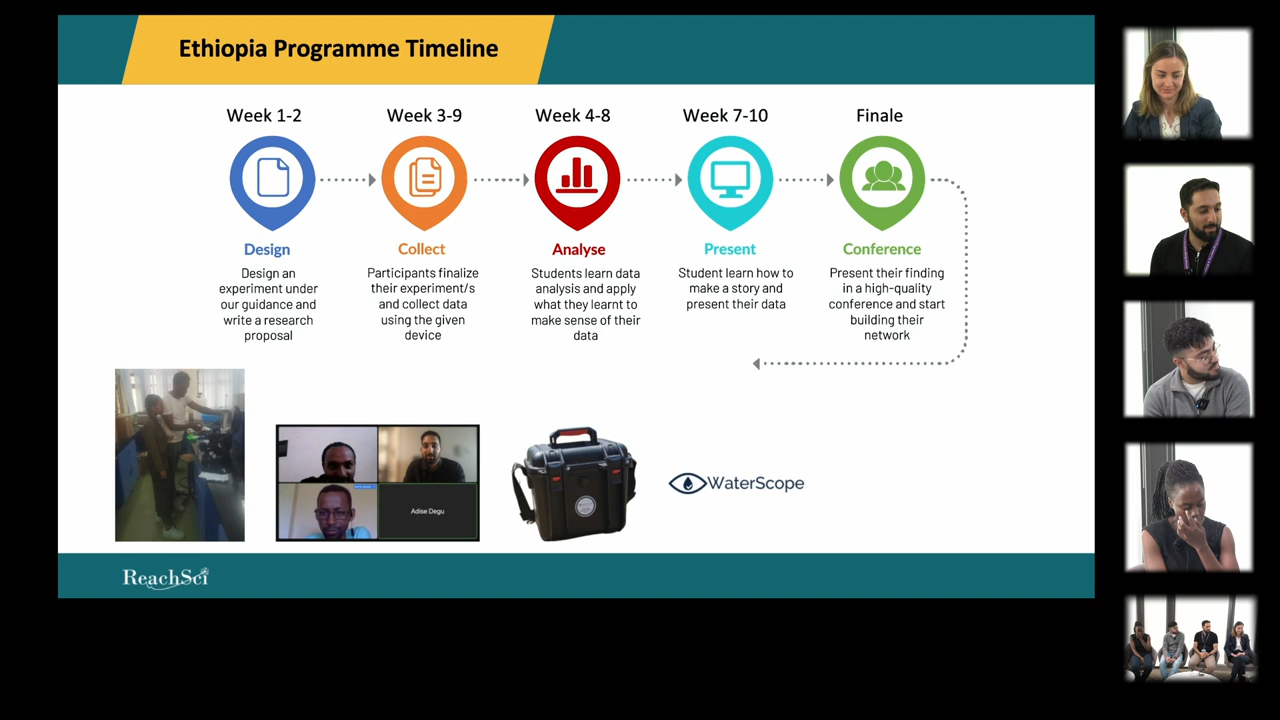 Ethiopia Programme Timeline
Week 1-2
Week 3-9
Week 4-8
Week 7-10
Finale
Design
Collect
Analyse
Present
Conference
Design an
experiment under
our guidance and
write a research
proposal
Participants finalize
their experiment/s
and collect data
using the given
device
Students learn data
analysis and apply
what they learnt to
make sense of their
data
Student learn how to
make a story and
present their data
Present their finding
in a high-quality
conference and start
building their
network
Adise Degu
WaterScope
ReachSci